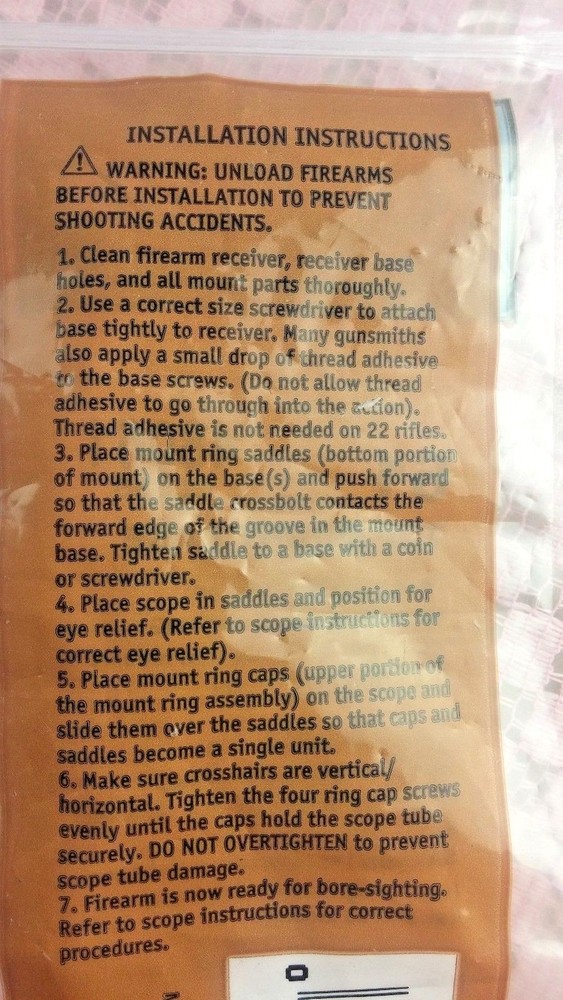 INSTALLATION INSTRUCTIONS
WARNING: UNLOAD FIREARMS
BEFORE INSTALLATION TO PREVENT
SHOOTING ACCIDENTS.
1. Clean firearm receiver, receiver base
holes, and all mount parts thoroughly.
2. Use a correct size screwdriver to attach
base tightly to receiver. Many gunsmiths
also apply a small drop of thread adhesive
to the base screws. (Do not allow thread
adhesive to go through into the action).
Thread adhesive is not needed on 22 rifles.
3. Place mount ring saddles (bottom portion
of mount) on the base(s) and push forward
so that the saddle crossbolt contacts the
forward edge of the groove in the mount
base. Tighten saddle to a base with a coin
or screwdriver.
4. Place scope in saddles and position for
eye relief. (Refer to scope instructions for
correct eye relief).
5. Place mount ring caps (upper portion of
the mount ring assembly) on the scope and
slide them over the saddles so that caps and
saddles become a single unit.
6. Make sure crosshairs are vertical/
horizontal. Tighten the four ring cap screws
evenly until the caps hold the scope tube
securely. DO NOT OVERTIGHTEN to prevent
scope tube damage.
7. Firearm is now ready for bore-sighting.
Refer to scope instructions for correct
procedures.
0